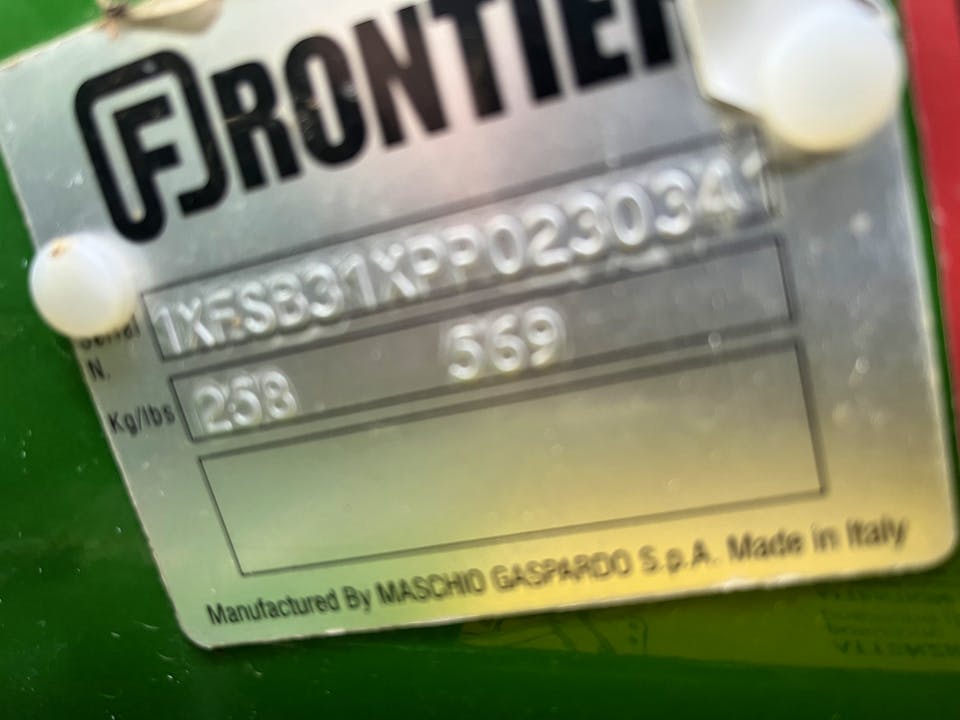 FRONTIER
Serial 1XFSB31XPP0230341
N.
Kg/lbs 258 569
Manufactured By MASCHIO GASPARDO S.p.A. Made in Italy